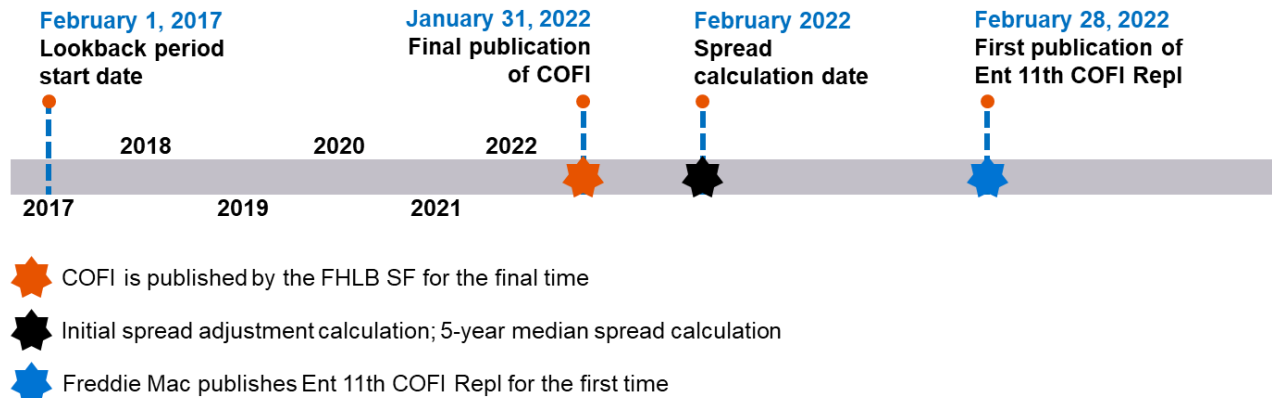 February 1, 2017
Lookback period
start date
January 31, 2022
Final publication
of COFI
February 2022
Spread
calculation date
February 28, 2022
First publication of
Ent 11th COFI Repl
2018
2020
2022
2017
2019
2021
COFI is published by the FHLB SF for the final time
Initial spread adjustment calculation; 5-year median spread calculation
Freddie Mac publishes Ent 11th COFI Repl for the first time